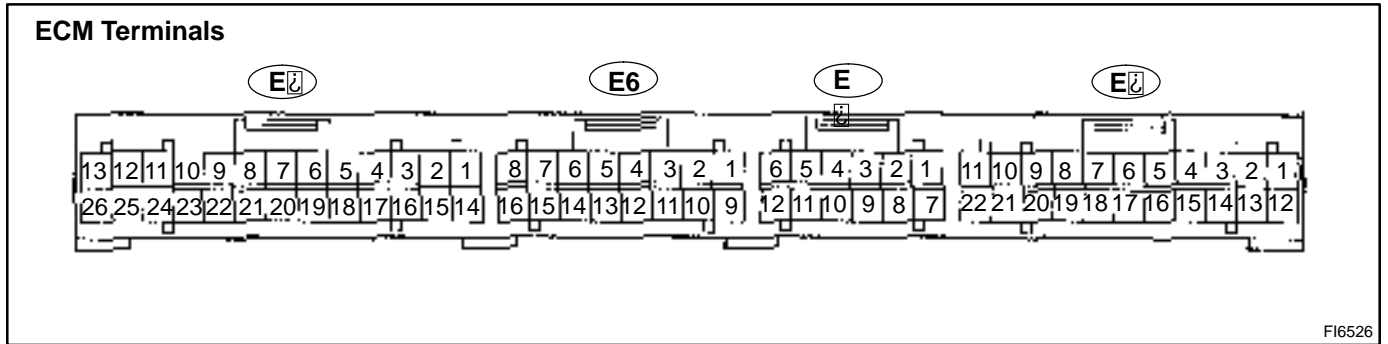 ECM Terminals
E E6 E E
13 12 11 10 9 8 7 6 5 4 3 2 1 8 7 6 5 4 3 2 1 6 5 4 3 2 1 11 10 9 8 7 6 5 4 3 2 1
26 25 24 23 22 21 20 19 18 17 16 15 14 16 15 14 13 12 11 10 9 12 11 10 9 8 7 22 21 20 19 18 17 16 15 14 13 12
FI6526